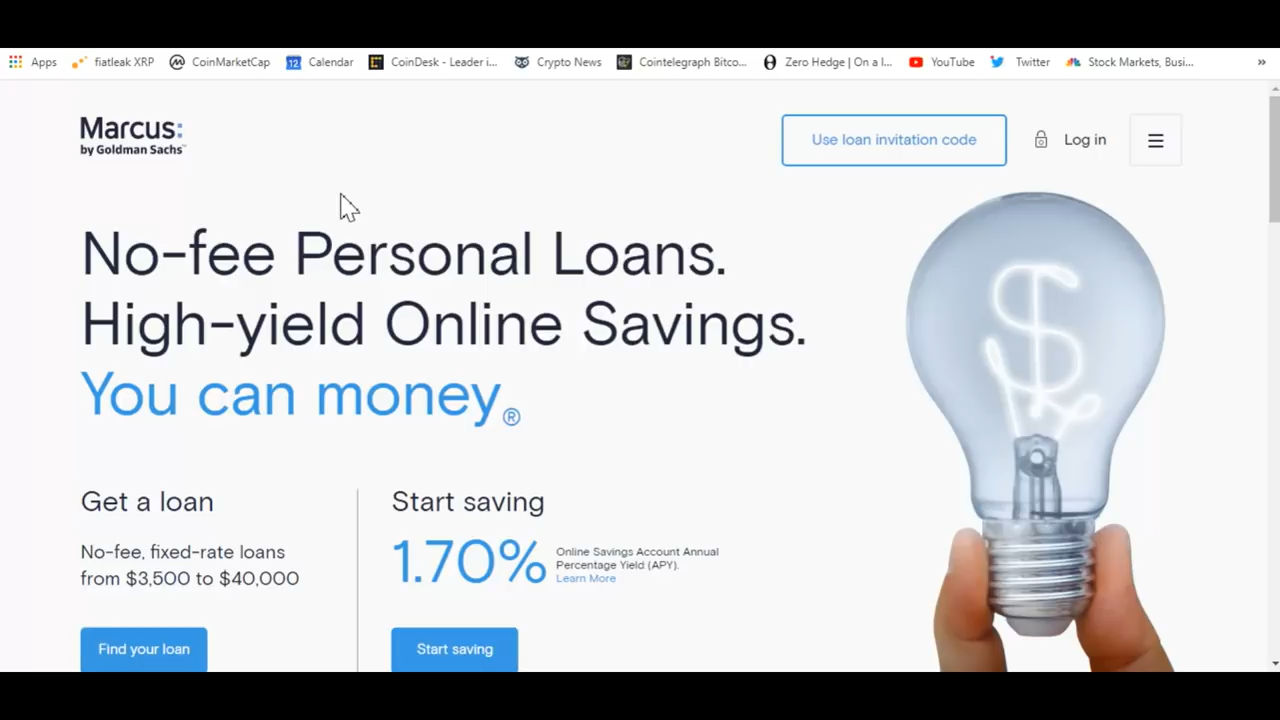 Apps fiatleak XRP CoinMarketCap 12 Calendar CoinDesk - Leader i... Crypto News Cointelegraph Bitco... Zero Hedge | On a l... YouTube Twitter Stock Markets, Busi... »
Marcus:
by Goldman Sachs™
Use loan invitation code Log in
No-fee Personal Loans.
High-yield Online Savings.
You can money®
$
Get a loan
No-fee, fixed-rate loans
from $3,500 to $40,000
Find your loan
Start saving
1.70%
Online Savings Account Annual
Percentage Yield (APY).
Learn More
Start saving